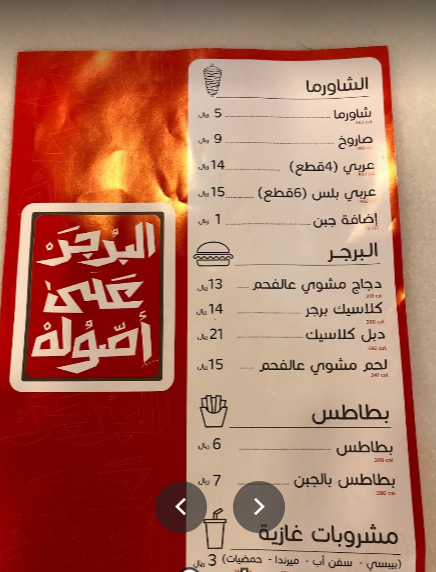 الشاورما
شاورما 5 ريال
صاروخ 9 ريال
عربي (4قطع) 14 ريال
عربي بلس (6قطع) 15 ريال
إضافة جبن 1 ريال
البرجر
دجاج مشوي عالفحم 13 ريال
كلاسيك برجر 14 ريال
دبل كلاسيك 21 ريال
لحم مشوي عالفحم 15 ريال
بطاطس
بطاطس 6 ريال
بطاطس بالجبن 7 ريال
مشروبات غازية
(بيبسي - سفن أب - ميرندا - حمضيات) 3 ريال
البرجر
على
أصوله